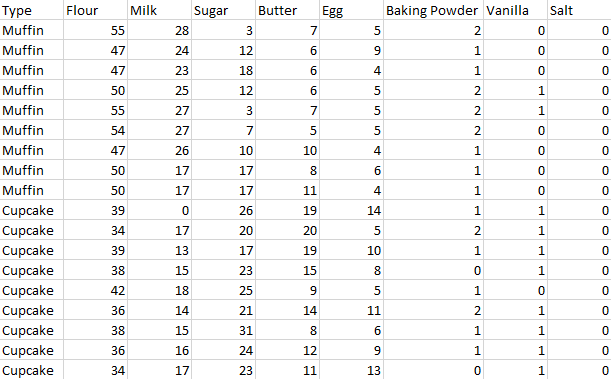 Type Flour Milk Sugar Butter Egg Baking Powder Vanilla Salt
Muffin 55 28 3 7 5 2 0 0
Muffin 47 24 12 6 9 1 0 0
Muffin 47 23 18 6 4 1 0 0
Muffin 50 25 12 6 5 2 1 0
Muffin 55 27 3 7 5 2 1 0
Muffin 54 27 7 5 5 2 0 0
Muffin 47 26 10 10 4 1 0 0
Muffin 50 17 17 8 6 1 0 0
Muffin 50 17 17 11 4 1 0 0
Cupcake 39 0 26 19 14 1 1 0
Cupcake 34 17 20 20 5 2 1 0
Cupcake 39 13 17 19 10 1 1 0
Cupcake 38 15 23 15 8 0 1 0
Cupcake 42 18 25 9 5 1 0 0
Cupcake 36 14 21 14 11 2 1 0
Cupcake 38 15 31 8 6 1 1 0
Cupcake 36 16 24 12 9 1 1 0
Cupcake 34 17 23 11 13 0 1 0